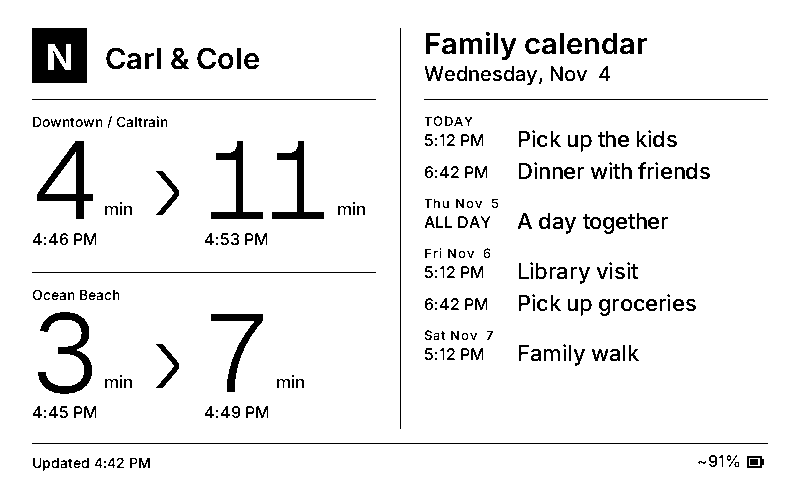 N Carl & Cole
Downtown / Caltrain
4 min > 11 min
4:46 PM 4:53 PM
Ocean Beach
3 min > 7 min
4:45 PM 4:49 PM
Family calendar
Wednesday, Nov 4
TODAY
5:12 PM Pick up the kids
6:42 PM Dinner with friends
Thu Nov 5
ALL DAY A day together
Fri Nov 6
5:12 PM Library visit
6:42 PM Pick up groceries
Sat Nov 7
5:12 PM Family walk
Updated 4:42 PM
~91%